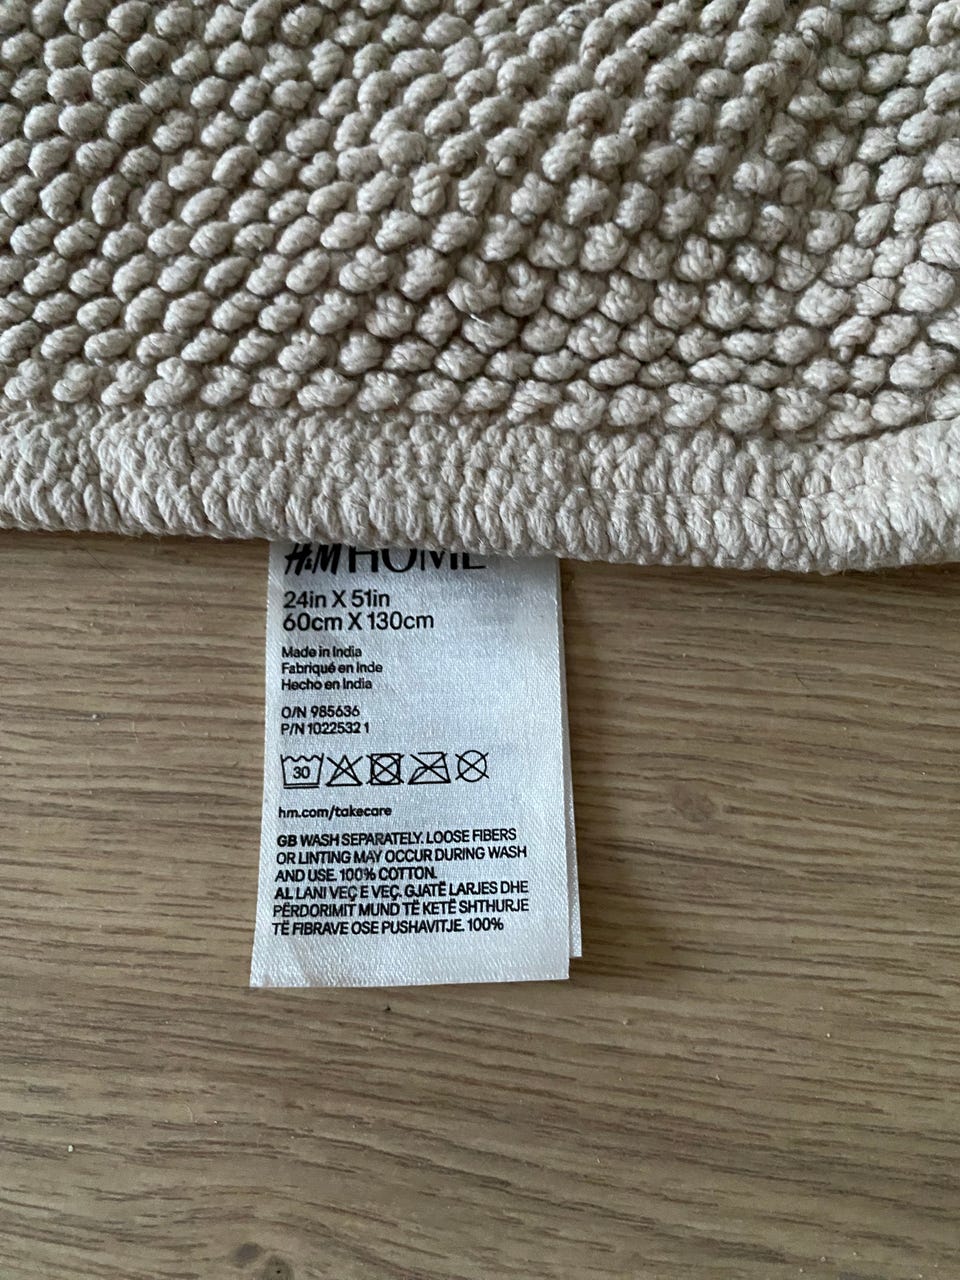 H&M HOME
24in X 51in
60cm X 130cm
Made in India
Fabriqué en Inde
Hecho en India
O/N 985636
P/N 1022532 1
30
hm.com/takecare
GB WASH SEPARATELY. LOOSE FIBERS
OR LINTING MAY OCCUR DURING WASH
AND USE. 100% COTTON.
AL LANI VEÇ E VEÇ. GJATË LARJES DHE
PËRDORIMIT MUND TË KETË SHTHURJE
TË FIBRAVE OSE PUSHAVITJE. 100%